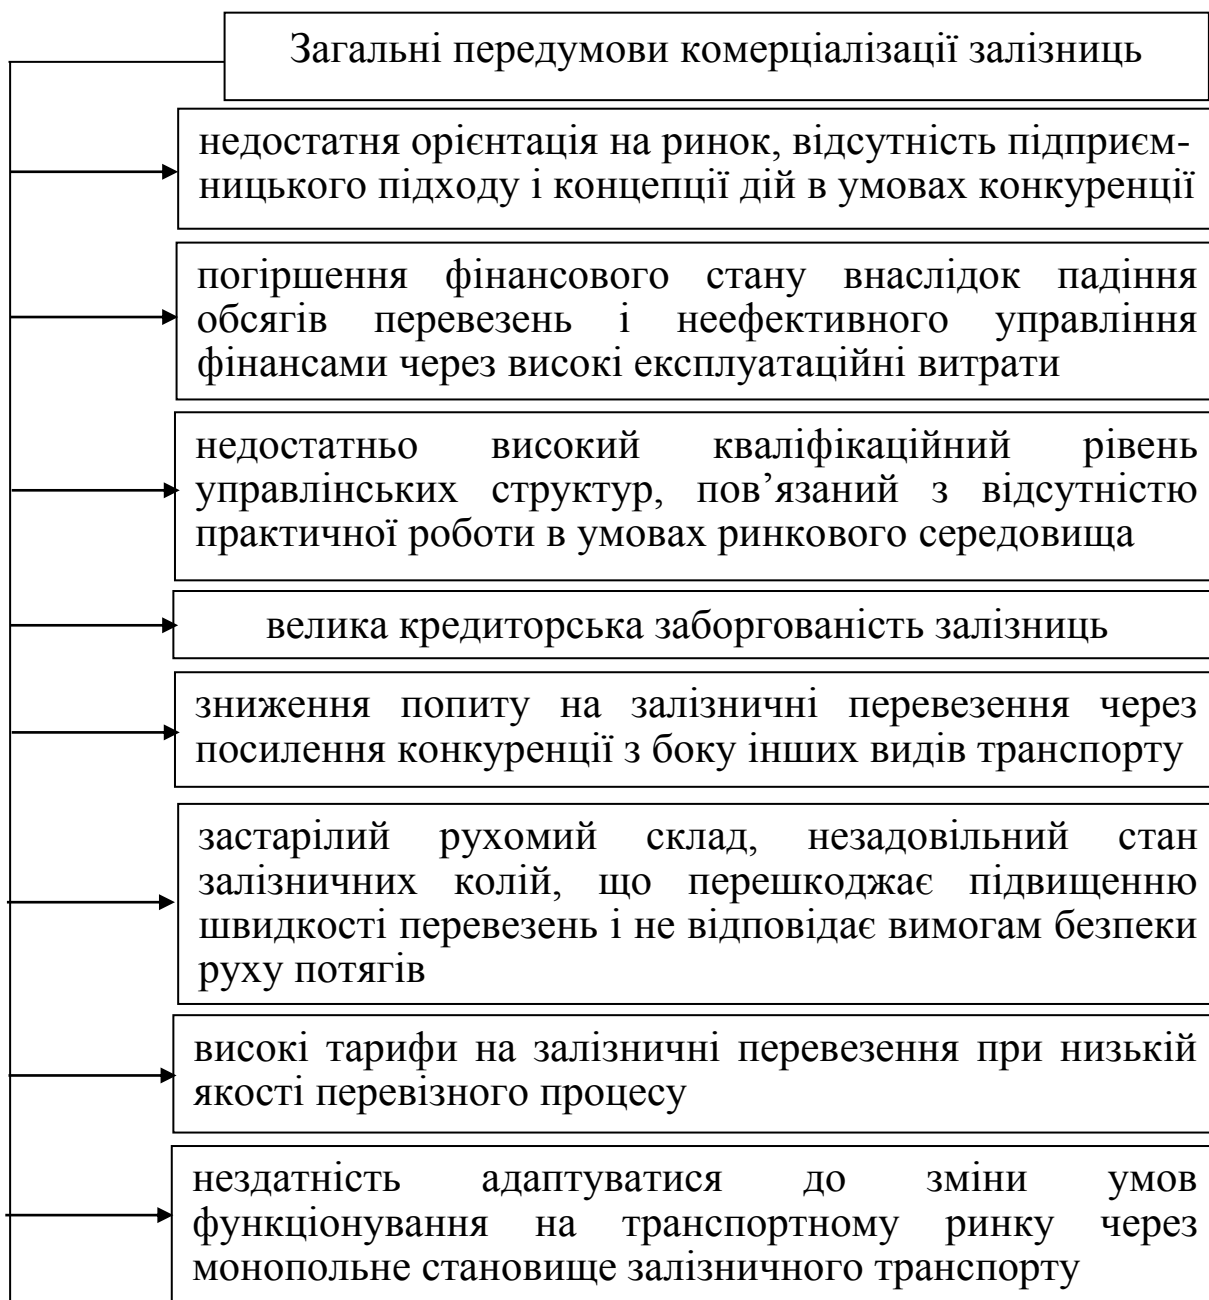 Загальні передумови комерціалізації залізниць
недостатня орієнтація на ринок, відсутність підприєм-
ницького підходу і концепції дій в умовах конкуренції
погіршення фінансового стану внаслідок падіння
обсягів перевезень і неефективного управління
фінансами через високі експлуатаційні витрати
недостатньо високий кваліфікаційний рівень
управлінських структур, пов’язаний з відсутністю
практичної роботи в умовах ринкового середовища
велика кредиторська заборгованість залізниць
зниження попиту на залізничні перевезення через
посилення конкуренції з боку інших видів транспорту
застарілий рухомий склад, незадовільний стан
залізничних колій, що перешкоджає підвищенню
швидкості перевезень і не відповідає вимогам безпеки
руху потягів
високі тарифи на залізничні перевезення при низькій
якості перевізного процесу
нездатність адаптуватися до зміни умов
функціонування на транспортному ринку через
монопольне становище залізничного транспорту